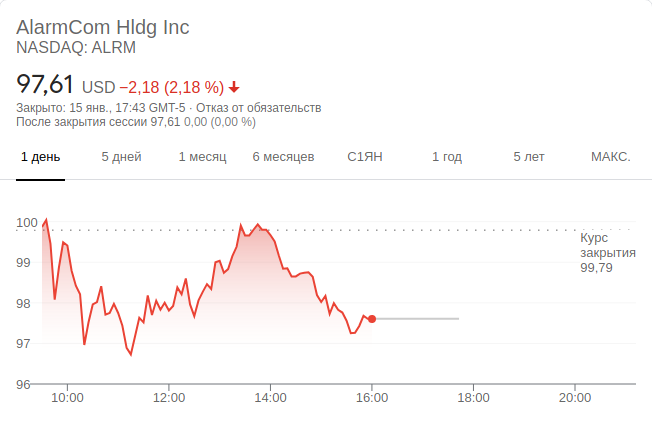 AlarmCom Hldg Inc
NASDAQ: ALRM
97,61 USD −2,18 (2,18 %)
Закрыто: 15 янв., 17:43 GMT-5 · Отказ от обязательств
После закрытия сессии 97,61 0,00 (0,00 %)
1 день 5 дней 1 месяц 6 месяцев С1ЯН 1 год 5 лет МАКС.
100
99
98
97
96
Курс
закрытия
99,79
10:00 12:00 14:00 16:00 18:00 20:00